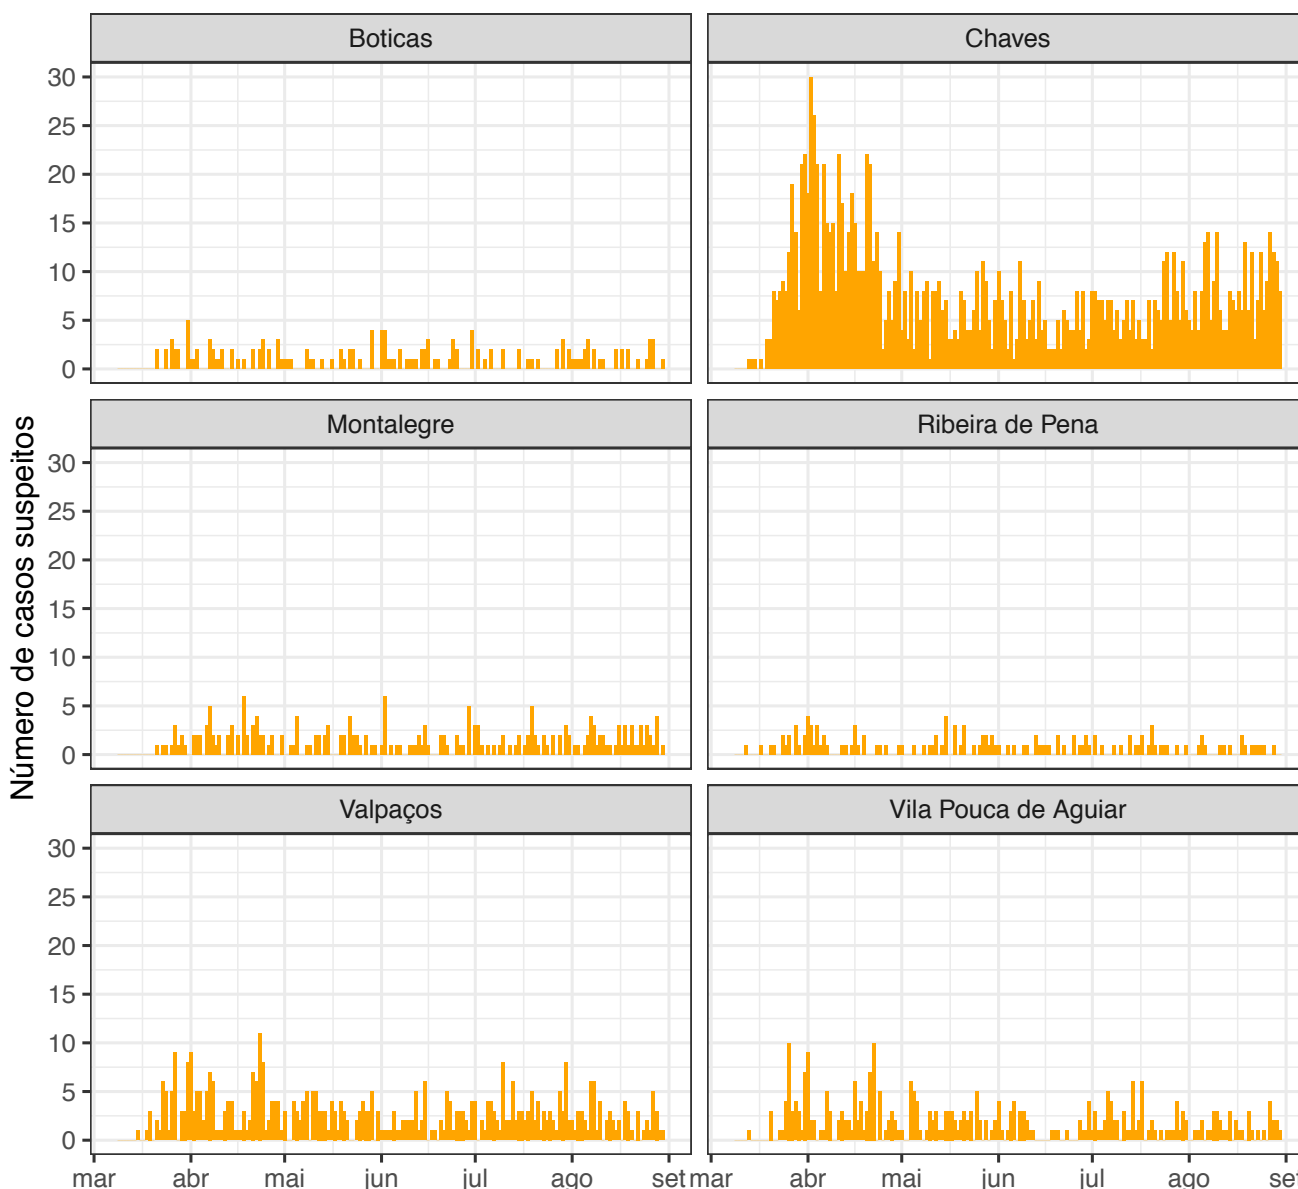 Boticas
Chaves
30
25
20
15
10
5
0
Montalegre
Ribeira de Pena
Número de casos suspeitos
30
25
20
15
10
5
0
Valpaços
Vila Pouca de Aguiar
30
25
20
15
10
5
0
mar abr mai jun jul ago set mar abr mai jun jul ago set